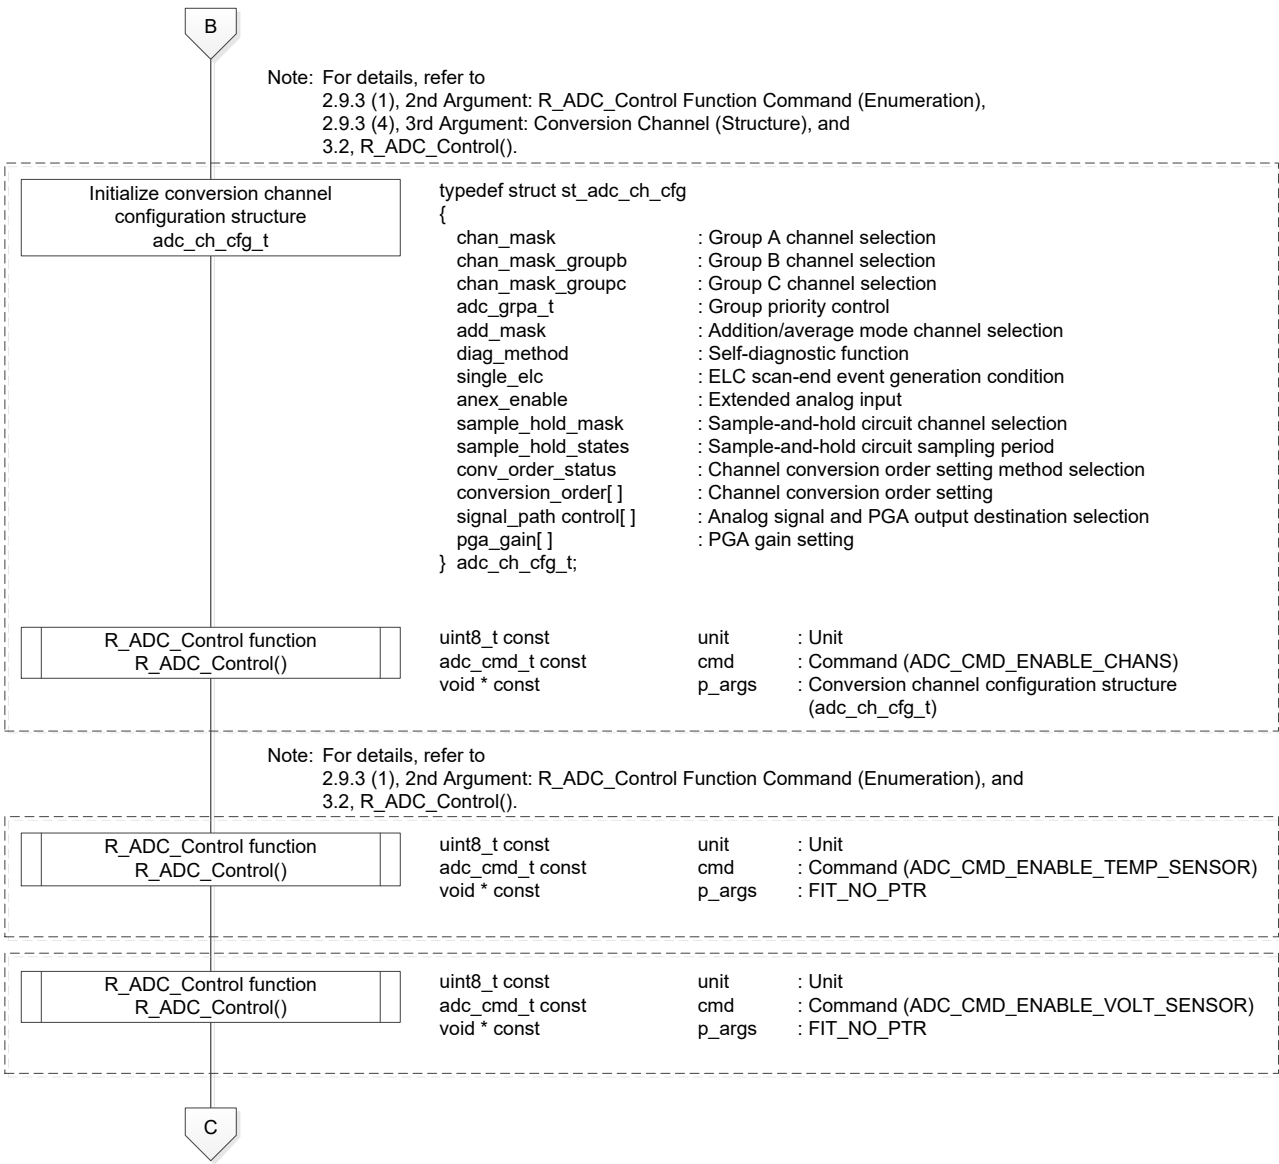 B
Note: For details, refer to
2.9.3 (1), 2nd Argument: R_ADC_Control Function Command (Enumeration),
2.9.3 (4), 3rd Argument: Conversion Channel (Structure), and
3.2, R_ADC_Control().
Initialize conversion channel
configuration structure
adc_ch_cfg_t
typedef struct st_adc_ch_cfg
{
chan_mask : Group A channel selection
chan_mask_groupb : Group B channel selection
chan_mask_groupc : Group C channel selection
adc_grpa_t : Group priority control
add_mask : Addition/average mode channel selection
diag_method : Self-diagnostic function
single_elc : ELC scan-end event generation condition
anex_enable : Extended analog input
sample_hold_mask : Sample-and-hold circuit channel selection
sample_hold_states : Sample-and-hold circuit sampling period
conv_order_status : Channel conversion order setting method selection
conversion_order[ ] : Channel conversion order setting
signal_path control[ ] : Analog signal and PGA output destination selection
pga_gain[ ] : PGA gain setting
} adc_ch_cfg_t;
R_ADC_Control function
R_ADC_Control()
uint8_t const unit : Unit
adc_cmd_t const cmd : Command (ADC_CMD_ENABLE_CHANS)
void * const p_args : Conversion channel configuration structure
(adc_ch_cfg_t)
Note: For details, refer to
2.9.3 (1), 2nd Argument: R_ADC_Control Function Command (Enumeration), and
3.2, R_ADC_Control().
R_ADC_Control function
R_ADC_Control()
uint8_t const unit : Unit
adc_cmd_t const cmd : Command (ADC_CMD_ENABLE_TEMP_SENSOR)
void * const p_args : FIT_NO_PTR
R_ADC_Control function
R_ADC_Control()
uint8_t const unit : Unit
adc_cmd_t const cmd : Command (ADC_CMD_ENABLE_VOLT_SENSOR)
void * const p_args : FIT_NO_PTR
C